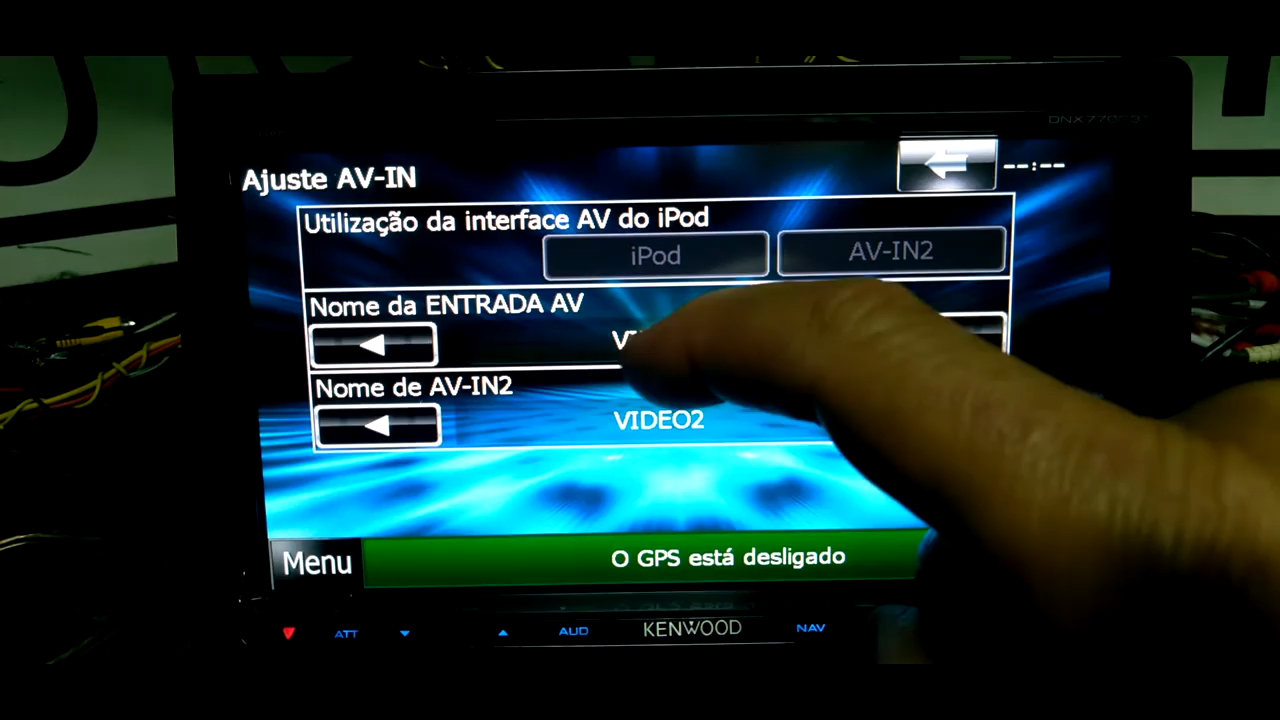 Ajuste AV-IN
--:--
Utilização da interface AV do iPod
iPod
AV-IN2
Nome da ENTRADA AV
Nome de AV-IN2
VIDEO2
Menu
O GPS está desligado
ATT
AUD
KENWOOD
NAV